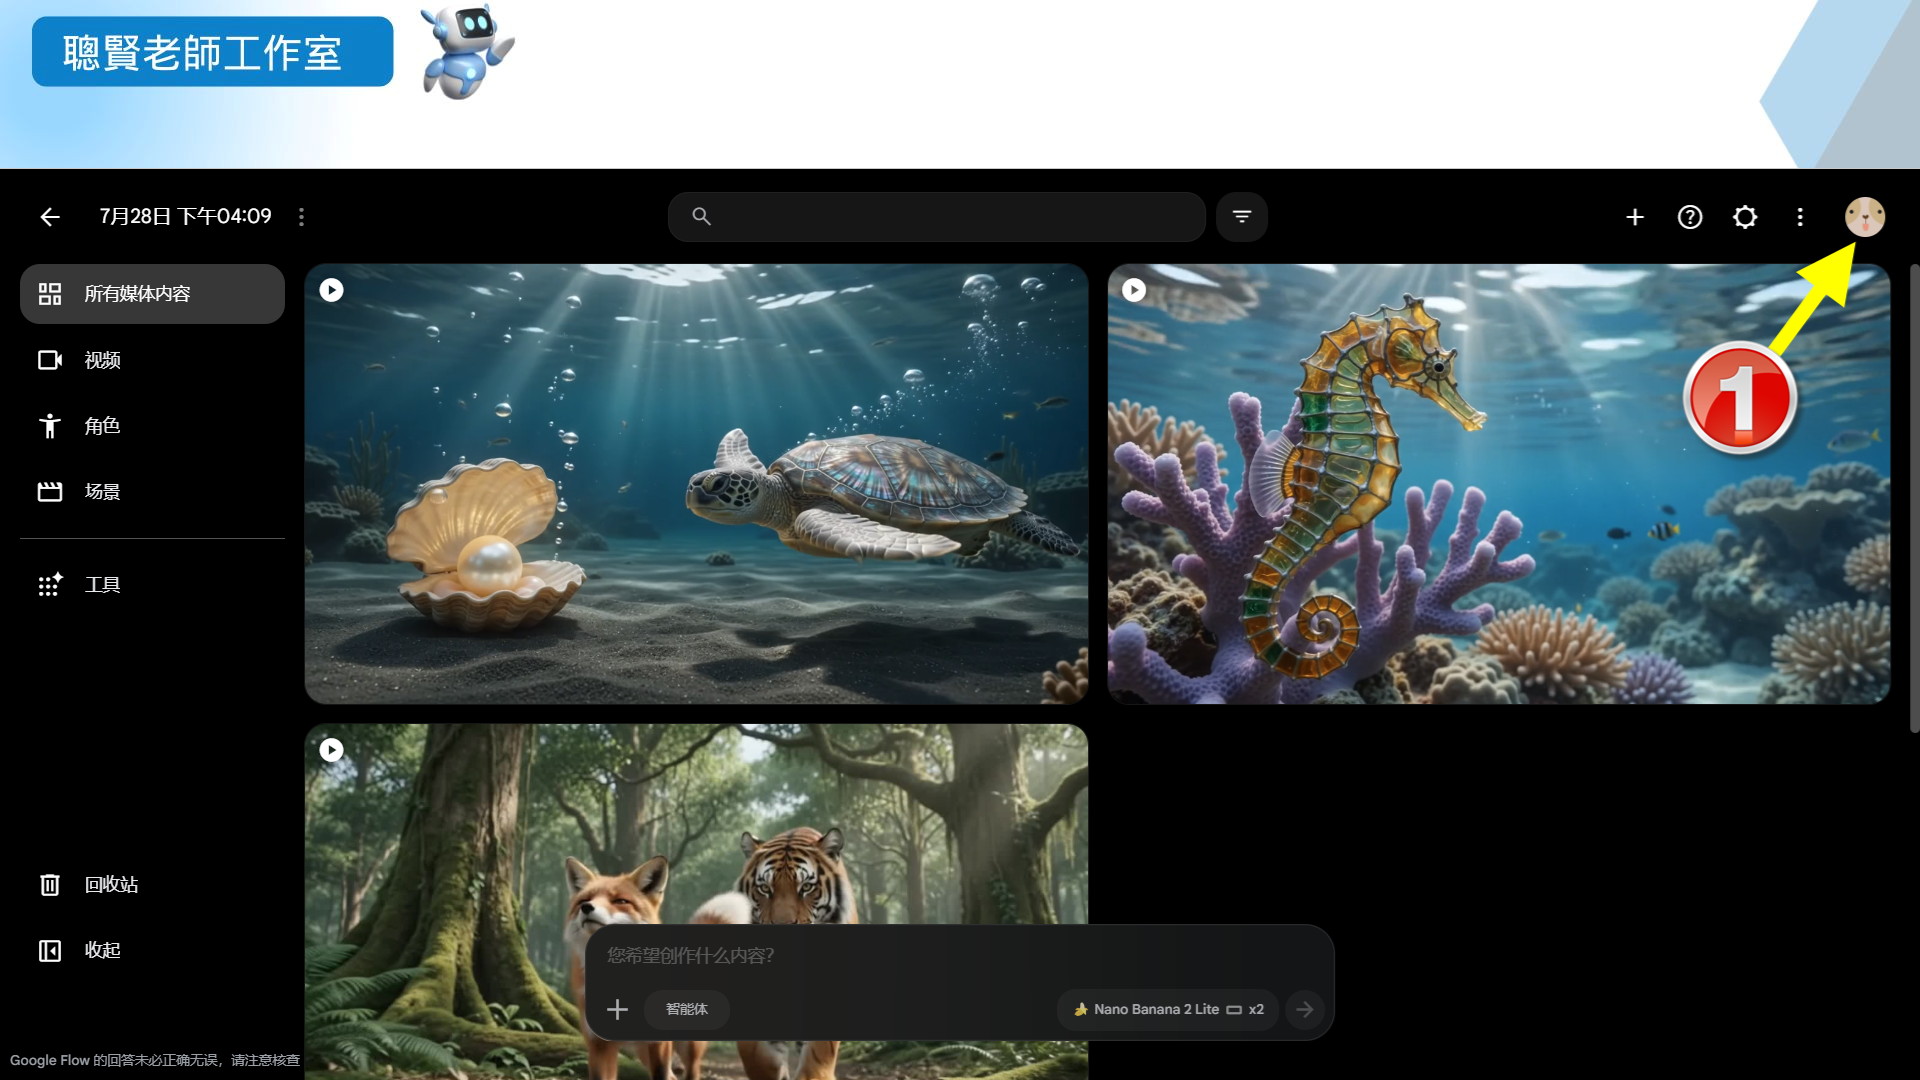 聰賢老師工作室
7月28日 下午04:09
所有媒体内容
视频
角色
场景
工具
回收站
收起
1
您希望创作什么内容?
智能体
Nano Banana 2 Lite
x2
Google Flow 的回答未必正确无误，请注意核查